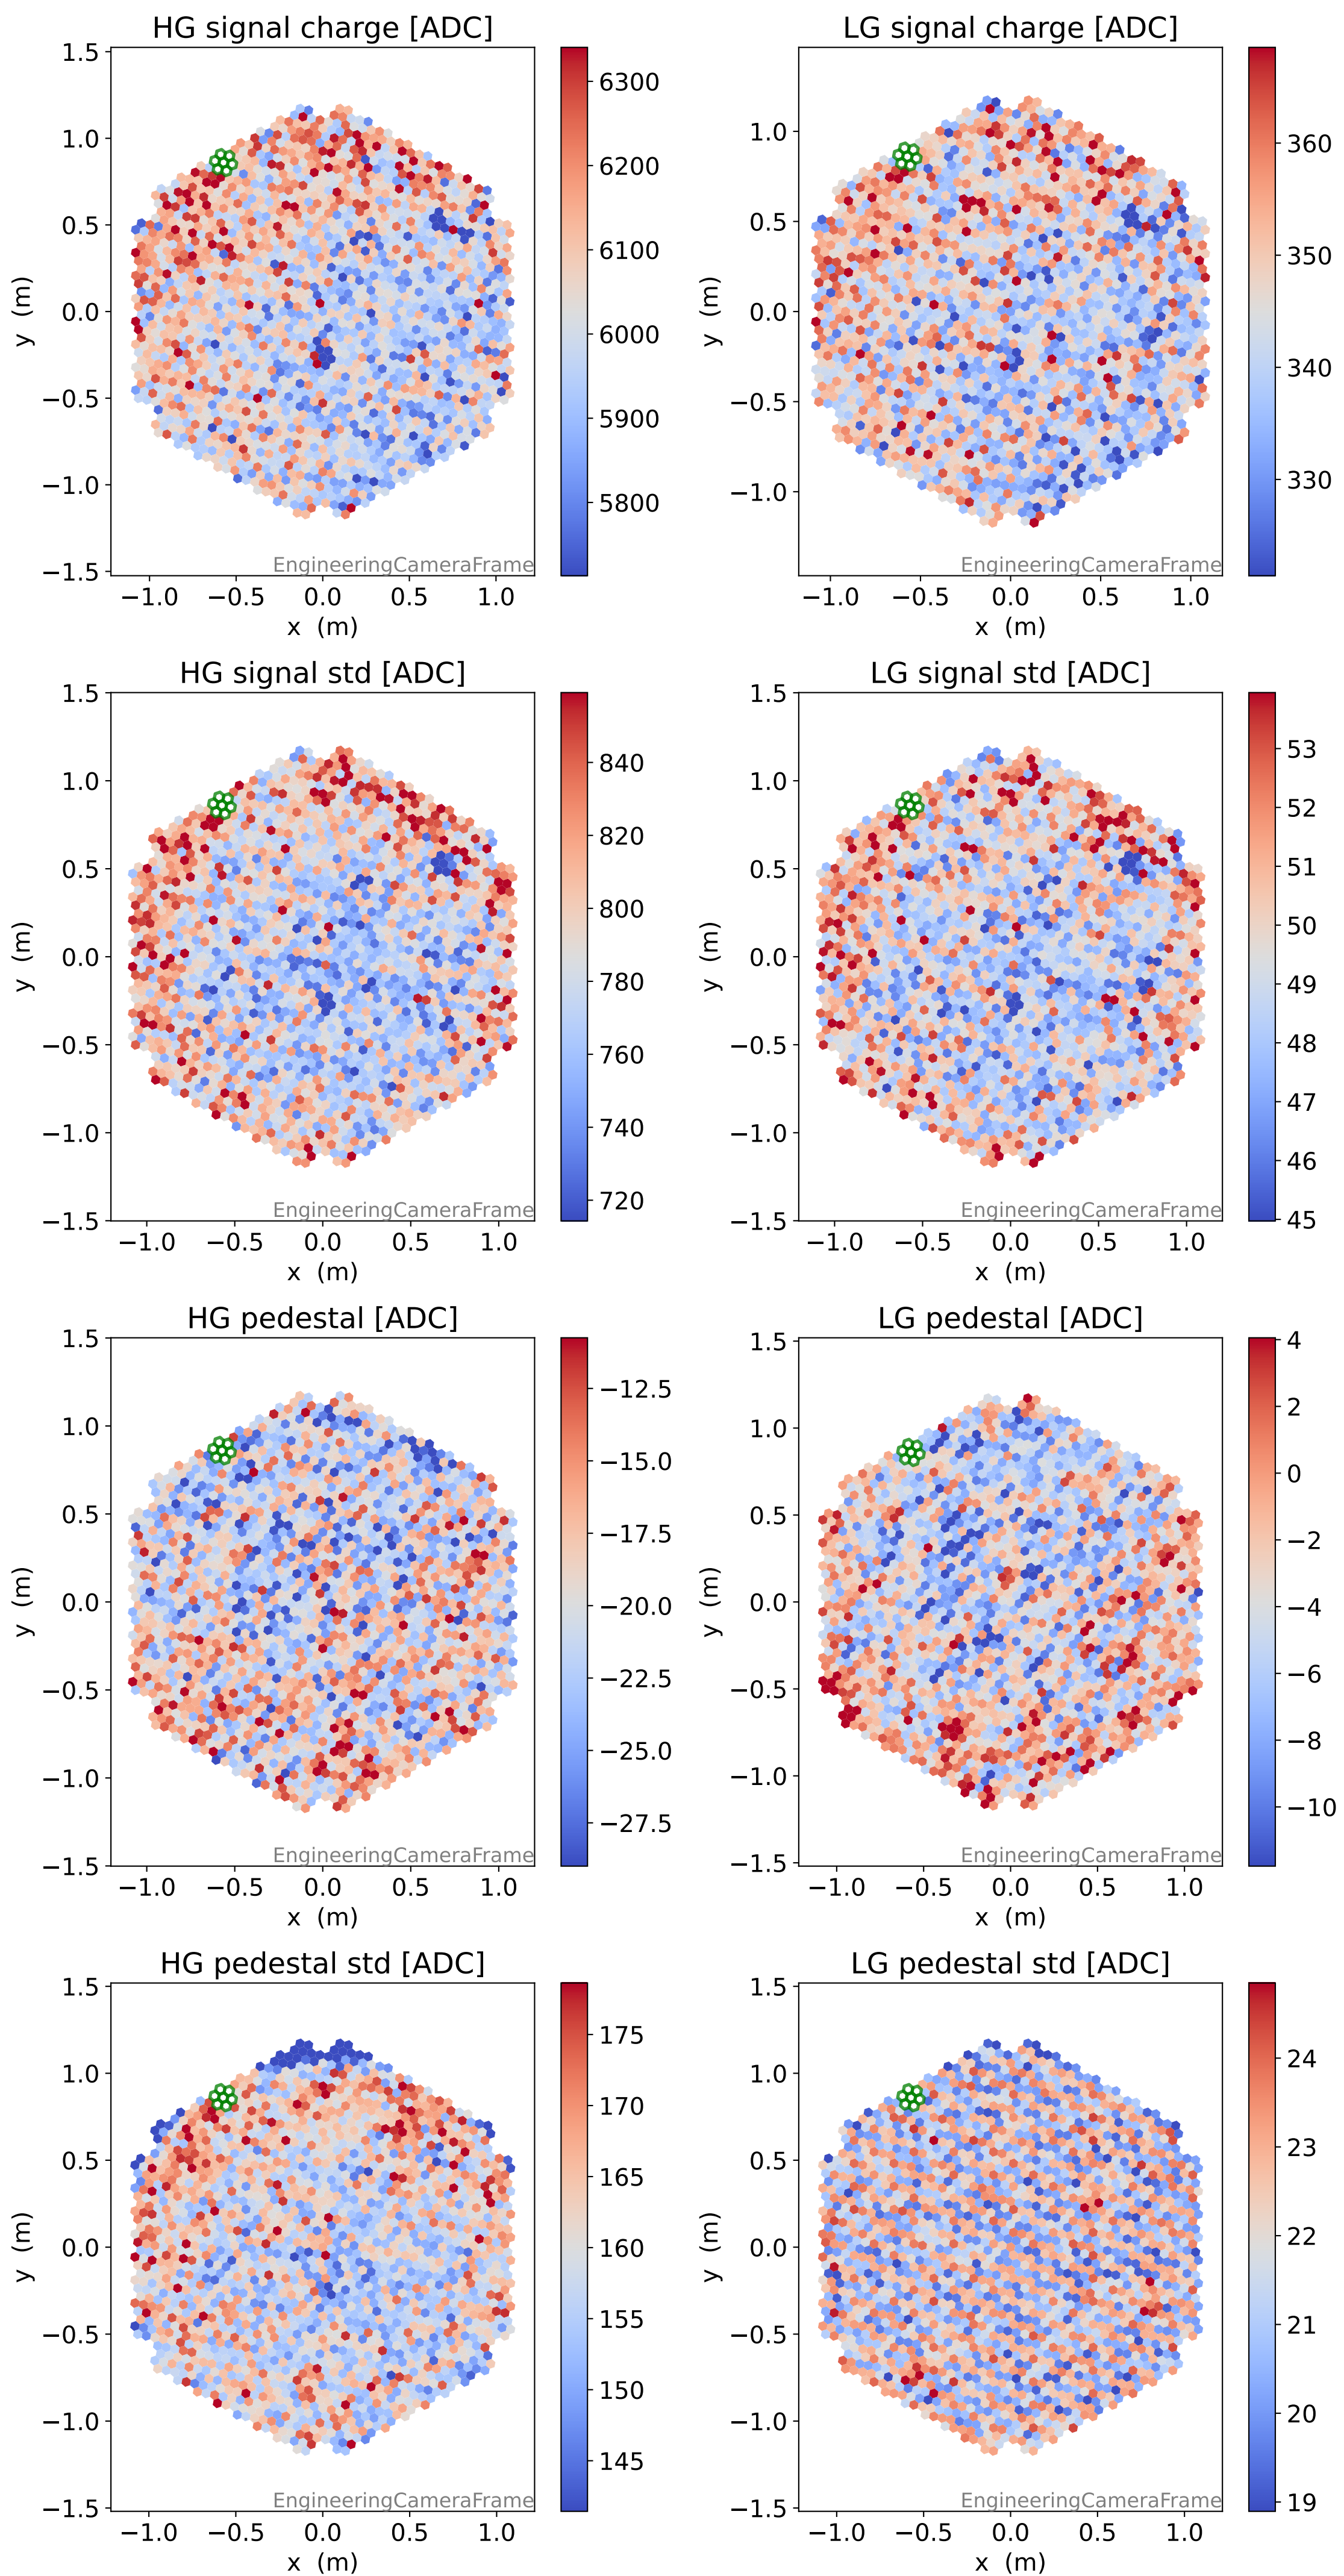 HG signal charge [ADC]
1.5
1.0
0.5
0.0
−0.5
−1.0
−1.5
y (m)
−1.0 −0.5 0.0 0.5 1.0
x (m)
EngineeringCameraFrame
6300
6200
6100
6000
5900
5800
LG signal charge [ADC]
1.0
0.5
0.0
−0.5
−1.0
y (m)
−1.0 −0.5 0.0 0.5 1.0
x (m)
EngineeringCameraFrame
360
350
340
330
HG signal std [ADC]
1.5
1.0
0.5
0.0
−0.5
−1.0
−1.5
y (m)
−1.0 −0.5 0.0 0.5 1.0
x (m)
EngineeringCameraFrame
840
820
800
780
760
740
720
LG signal std [ADC]
1.5
1.0
0.5
0.0
−0.5
−1.0
−1.5
y (m)
−1.0 −0.5 0.0 0.5 1.0
x (m)
EngineeringCameraFrame
53
52
51
50
49
48
47
46
45
HG pedestal [ADC]
1.5
1.0
0.5
0.0
−0.5
−1.0
−1.5
y (m)
−1.0 −0.5 0.0 0.5 1.0
x (m)
EngineeringCameraFrame
−12.5
−15.0
−17.5
−20.0
−22.5
−25.0
−27.5
LG pedestal [ADC]
1.5
1.0
0.5
0.0
−0.5
−1.0
−1.5
y (m)
−1.0 −0.5 0.0 0.5 1.0
x (m)
EngineeringCameraFrame
4
2
0
−2
−4
−6
−8
−10
HG pedestal std [ADC]
1.5
1.0
0.5
0.0
−0.5
−1.0
−1.5
y (m)
−1.0 −0.5 0.0 0.5 1.0
x (m)
EngineeringCameraFrame
175
170
165
160
155
150
145
LG pedestal std [ADC]
1.5
1.0
0.5
0.0
−0.5
−1.0
−1.5
y (m)
−1.0 −0.5 0.0 0.5 1.0
x (m)
EngineeringCameraFrame
24
23
22
21
20
19